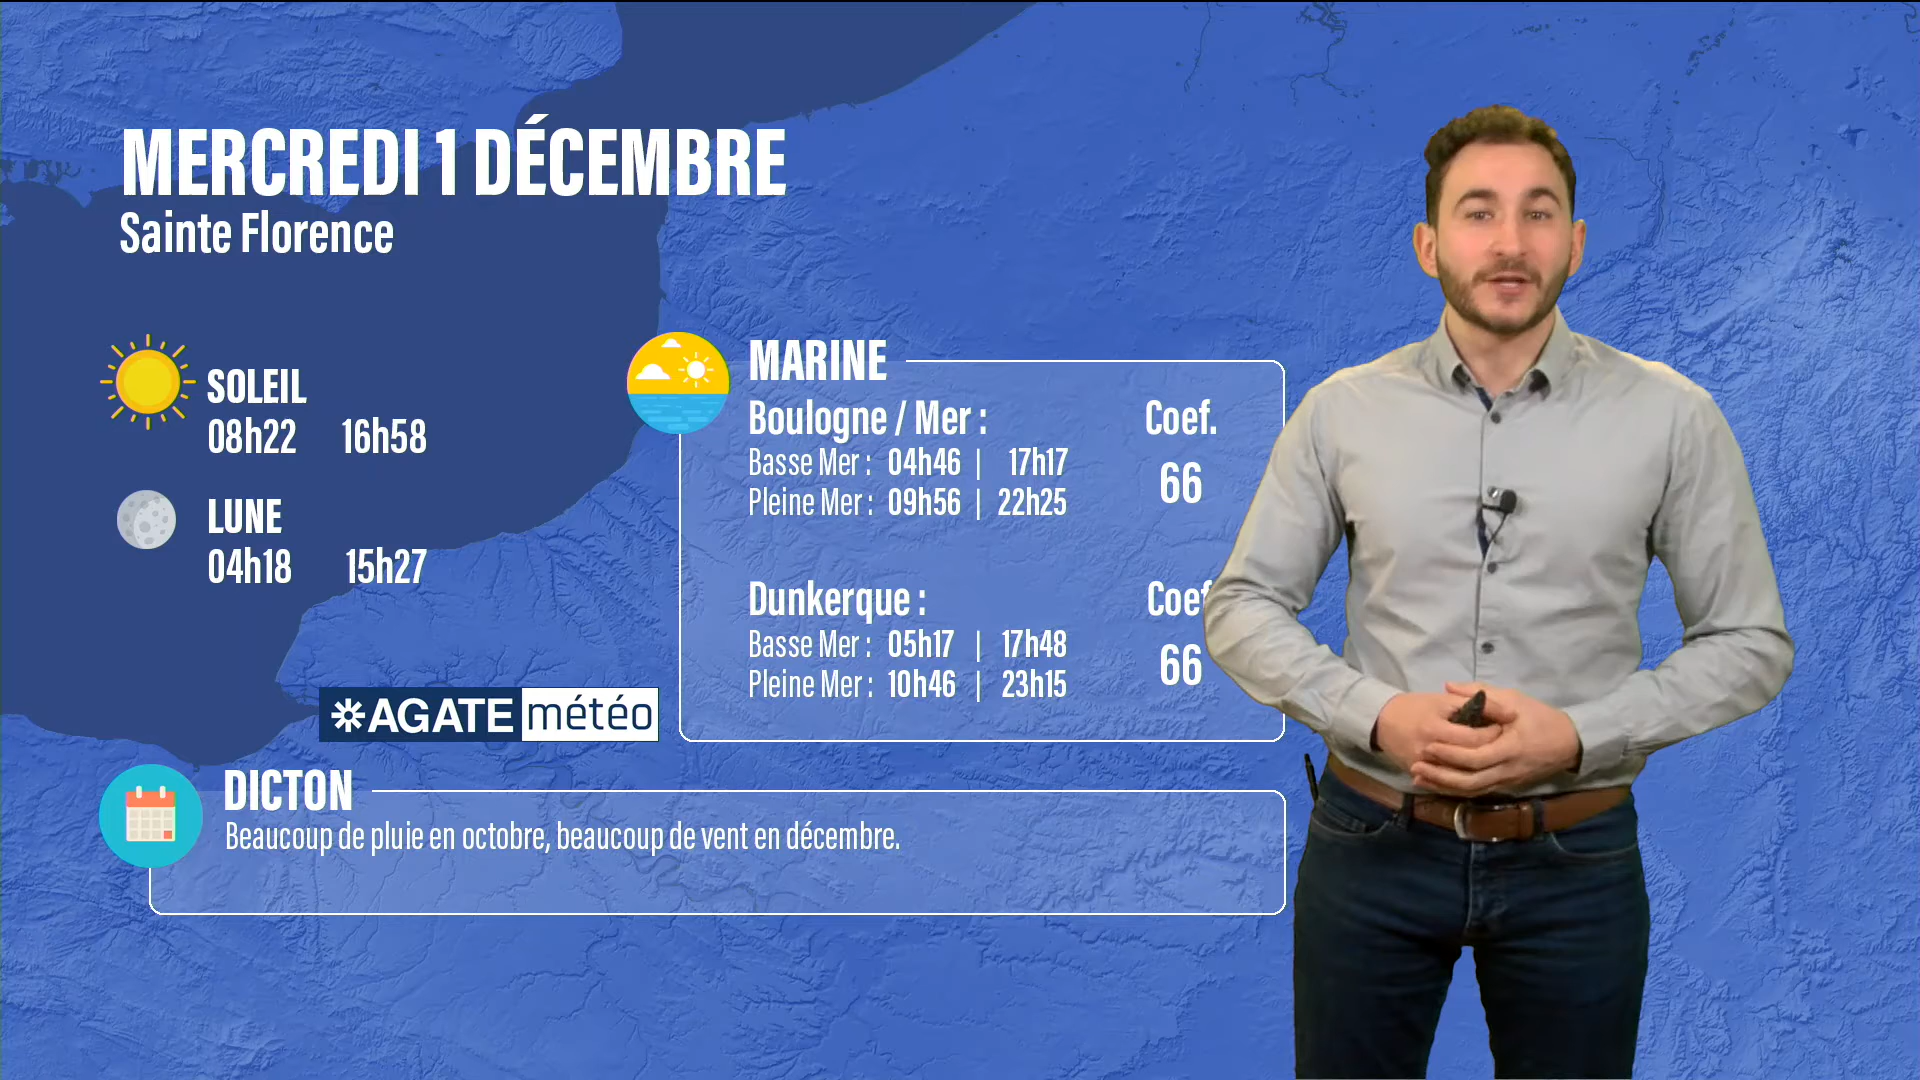 MERCREDI 1 DÉCEMBRE
Sainte Florence
SOLEIL
08h22 16h58
LUNE
04h18 15h27
MARINE
Boulogne / Mer : Coef.
Basse Mer : 04h46 | 17h17
66
Pleine Mer : 09h56 | 22h25
Dunkerque : Coef
Basse Mer : 05h17 | 17h48
66
Pleine Mer : 10h46 | 23h15
AGATE météo
DICTON
Beaucoup de pluie en octobre, beaucoup de vent en décembre.